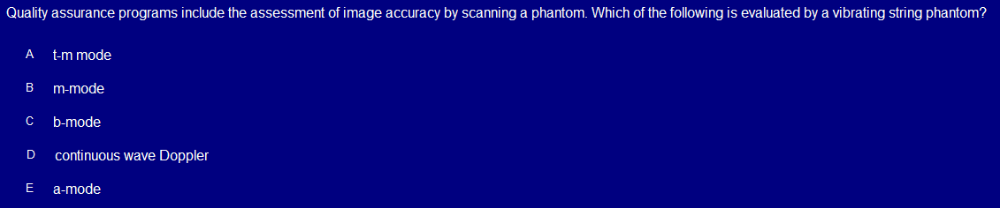 Quality assurance programs include the assessment of image accuracy by scanning a phantom. Which of the following is evaluated by a vibrating string phantom?
A t-m mode
B m-mode
C b-mode
D continuous wave Doppler
E a-mode